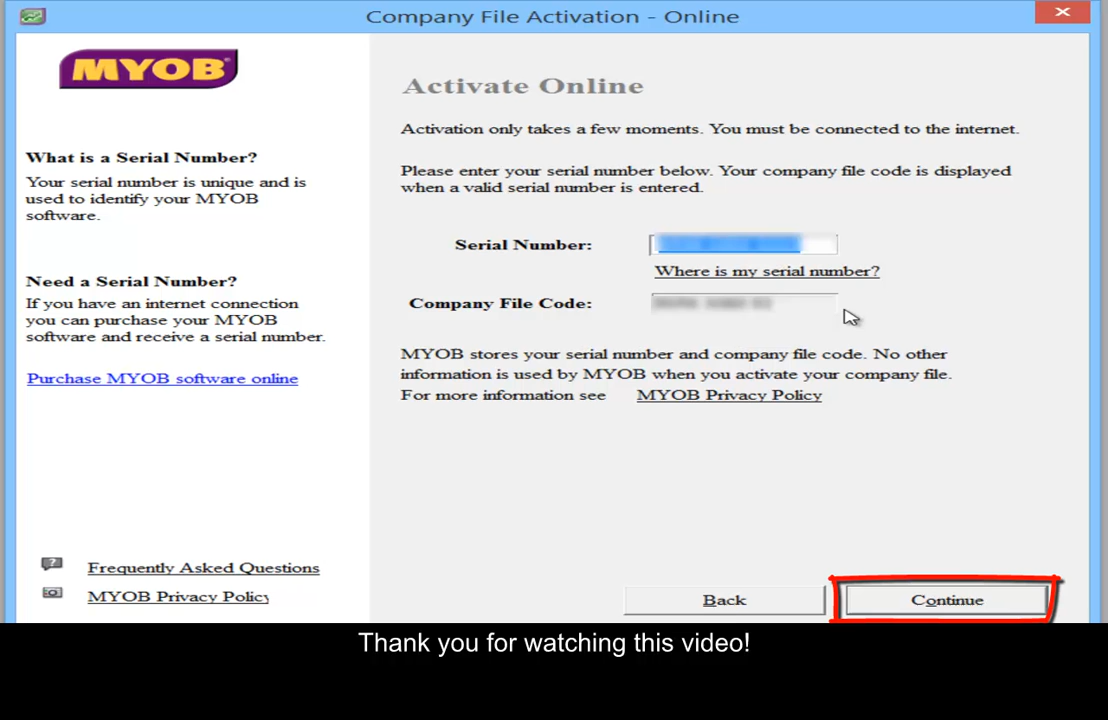 Company File Activation - Online
MYOB
What is a Serial Number?
Your serial number is unique and is
used to identify your MYOB
software.
Need a Serial Number?
If you have an internet connection
you can purchase your MYOB
software and receive a serial number.
Purchase MYOB software online
Frequently Asked Questions
MYOB Privacy Policy
Activate Online
Activation only takes a few moments. You must be connected to the internet.
Please enter your serial number below. Your company file code is displayed
when a valid serial number is entered.
Serial Number:
Where is my serial number?
Company File Code:
MYOB stores your serial number and company file code. No other
information is used by MYOB when you activate your company file.
For more information see MYOB Privacy Policy
Back
Continue
Thank you for watching this video!